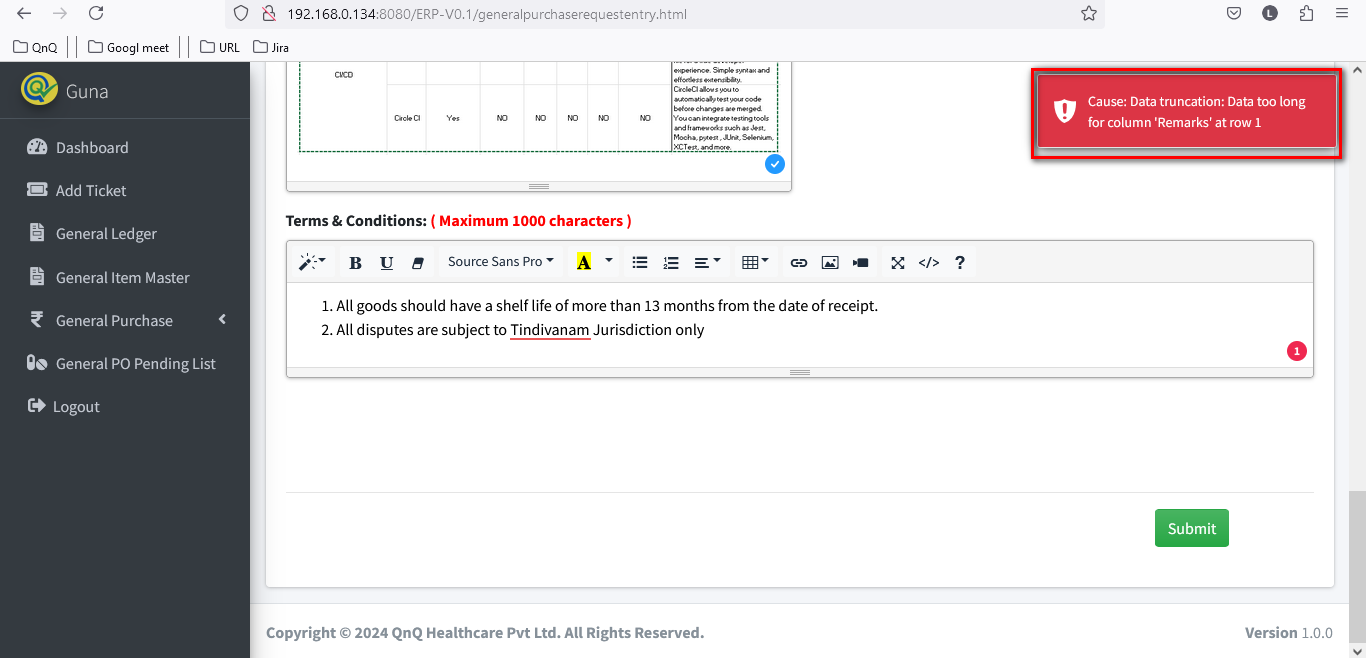 192.168.0.134:8080/ERP-V0.1/generalpurchaserequestentry.html
L
QnQ
Googl meet
URL
Jira
Guna
Dashboard
Add Ticket
General Ledger
General Item Master
General Purchase
General PO Pending List
Logout
CI/CD
experience. Simple syntax and
effortless extensibility.
Circle CI Yes NO NO NO NO NO
CircleCI allows you to
automatically test your code
before changes are merged.
You can integrate testing tools
and frameworks such as Jest,
Mocha, pytest, JUnit, Selenium,
XCTest, and more.
Cause: Data truncation: Data too long
for column 'Remarks' at row 1
Terms & Conditions: ( Maximum 1000 characters )
B U Source Sans Pro A </> ?
1. All goods should have a shelf life of more than 13 months from the date of receipt.
2. All disputes are subject to Tindivanam Jurisdiction only
1
Submit
Copyright © 2024 QnQ Healthcare Pvt Ltd. All Rights Reserved.
Version 1.0.0